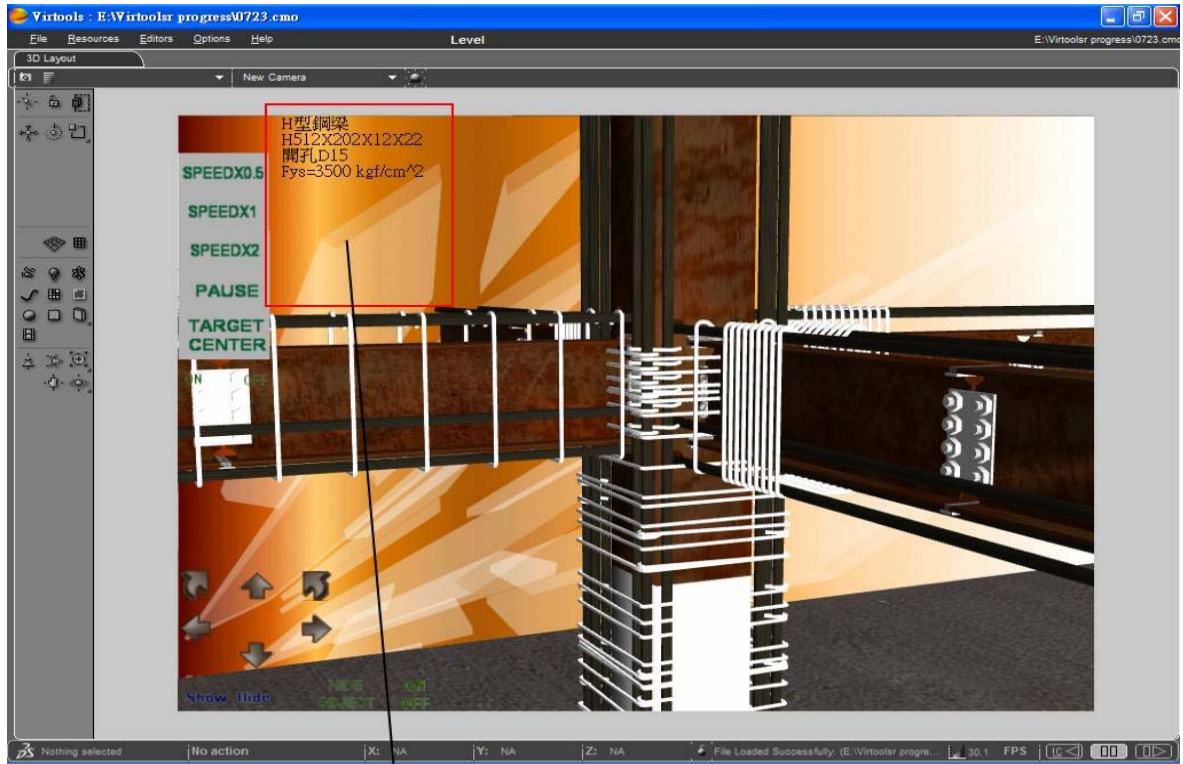 Virtools : E:\Virtoolsr progress\0723.cmo
File Resources Editors Options Help
Level
E:\Virtoolsr progress\0723.cmo
3D Layout
New Camera
H型鋼梁
H512X202X12X22
開孔D15
Fys=3500 kgf/cm^2
SPEEDX0.5
SPEEDX1
SPEEDX2
PAUSE
TARGET
CENTER
ON OFF
Show Hide
HIDE ON
OBJECT OFF
Nothing selected
No action
X: NA
Y: NA
Z: NA
File Loaded Successfully. (E:\Virtoolsr progre...
30.1 FPS
IC